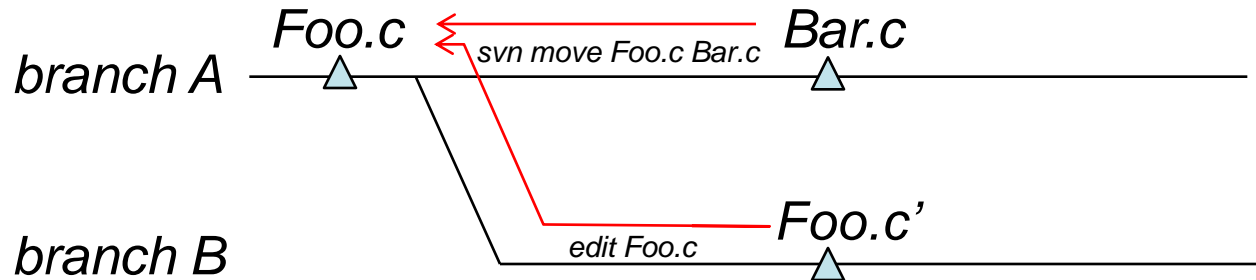 Foo.c
Bar.c
svn move Foo.c Bar.c
branch A
Foo.c’
edit Foo.c
branch B